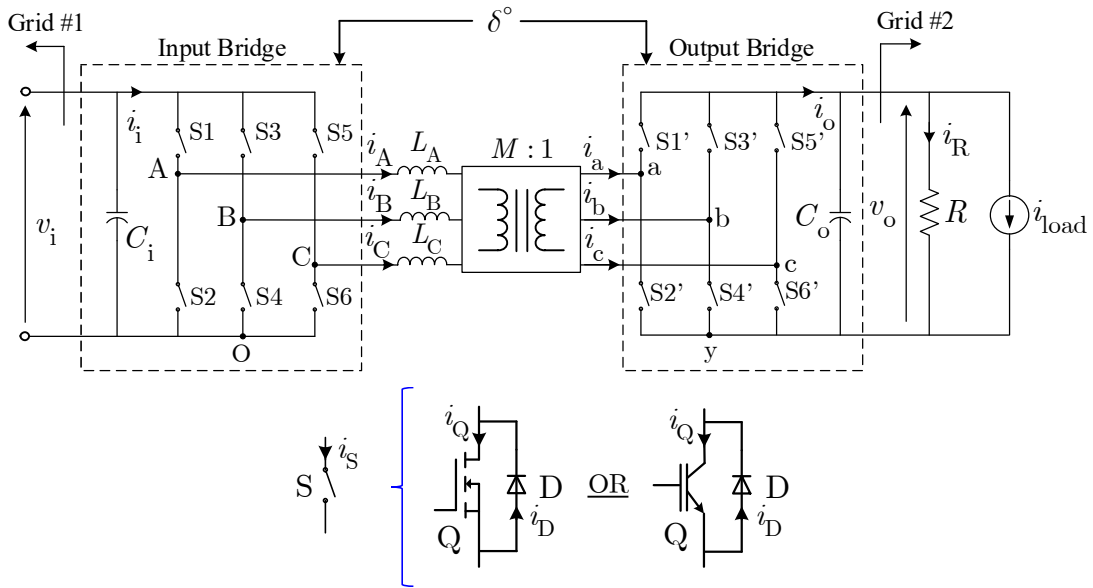 Grid #1
δ°
Grid #2
Input Bridge
Output Bridge
i_i
S1
S3
S5
i_A
L_A
M : 1
i_a
S1’
S3’
S5’
i_o
i_R
A
a
v_i
C_i
B
i_B
L_B
i_b
b
C_o
v_o
R
i_load
C
i_C
L_C
i_c
c
S2
S4
S6
S2’
S4’
S6’
O
y
S
i_S
i_Q
Q
D
i_D
OR
i_Q
Q
D
i_D